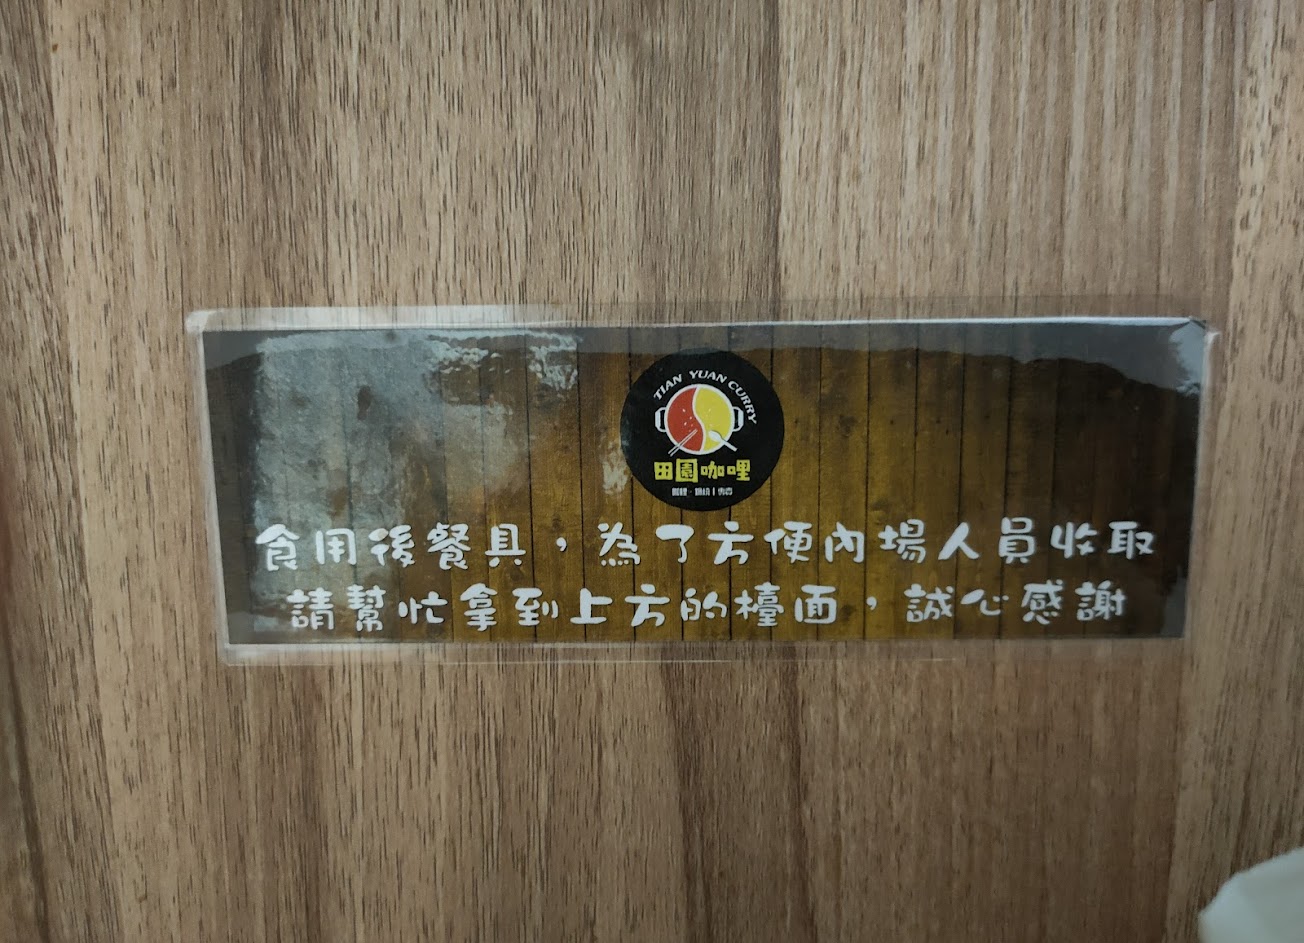 TIAN YUAN CURRY
田園咖哩
食用後餐具，為了方便內場人員收取
請幫忙拿到上方的檯面，誠心感謝